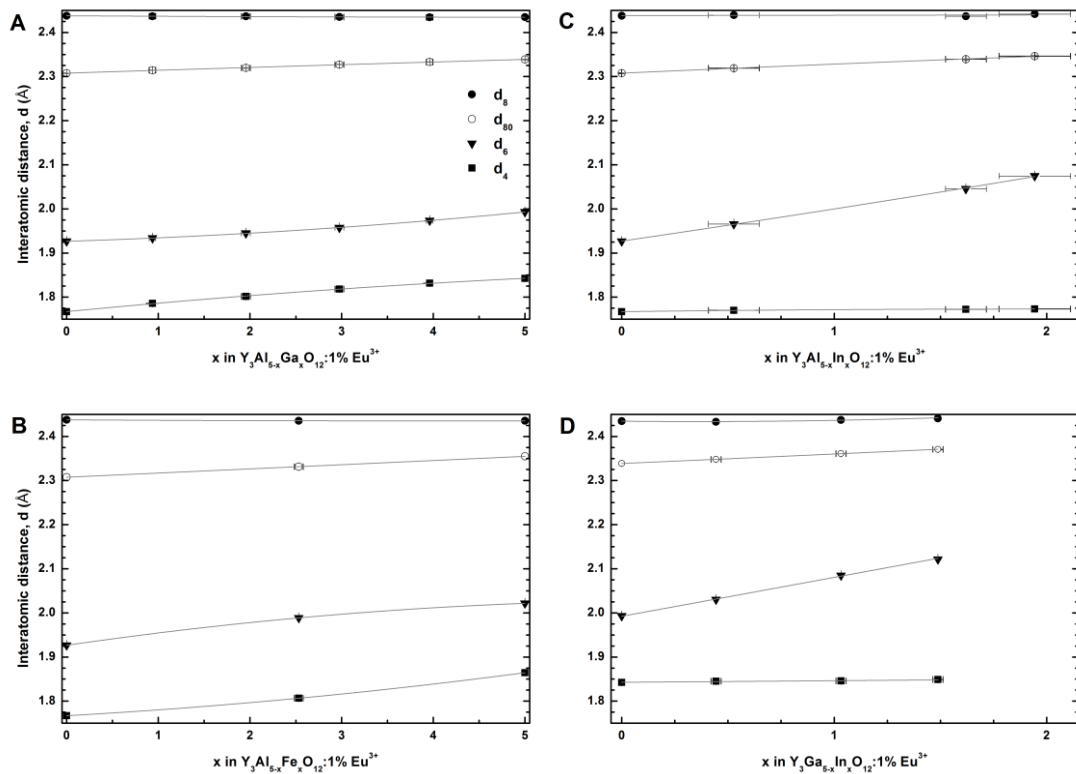 A
2.4
2.3
2.2
2.1
2.0
1.9
1.8
Interatomic distance, d (Å)
d₈
d₈₀
d₆
d₄
0 1 2 3 4 5
x in Y₃Al₅₋ₓGaₓO₁₂:1% Eu³⁺
C
2.4
2.3
2.2
2.1
2.0
1.9
1.8
0 1 2
x in Y₃Al₅₋ₓInₓO₁₂:1% Eu³⁺
B
2.4
2.3
2.2
2.1
2.0
1.9
1.8
Interatomic distance, d (Å)
0 1 2 3 4 5
x in Y₃Al₅₋ₓFeₓO₁₂:1% Eu³⁺
D
2.4
2.3
2.2
2.1
2.0
1.9
1.8
0 1 2
x in Y₃Ga₅₋ₓInₓO₁₂:1% Eu³⁺